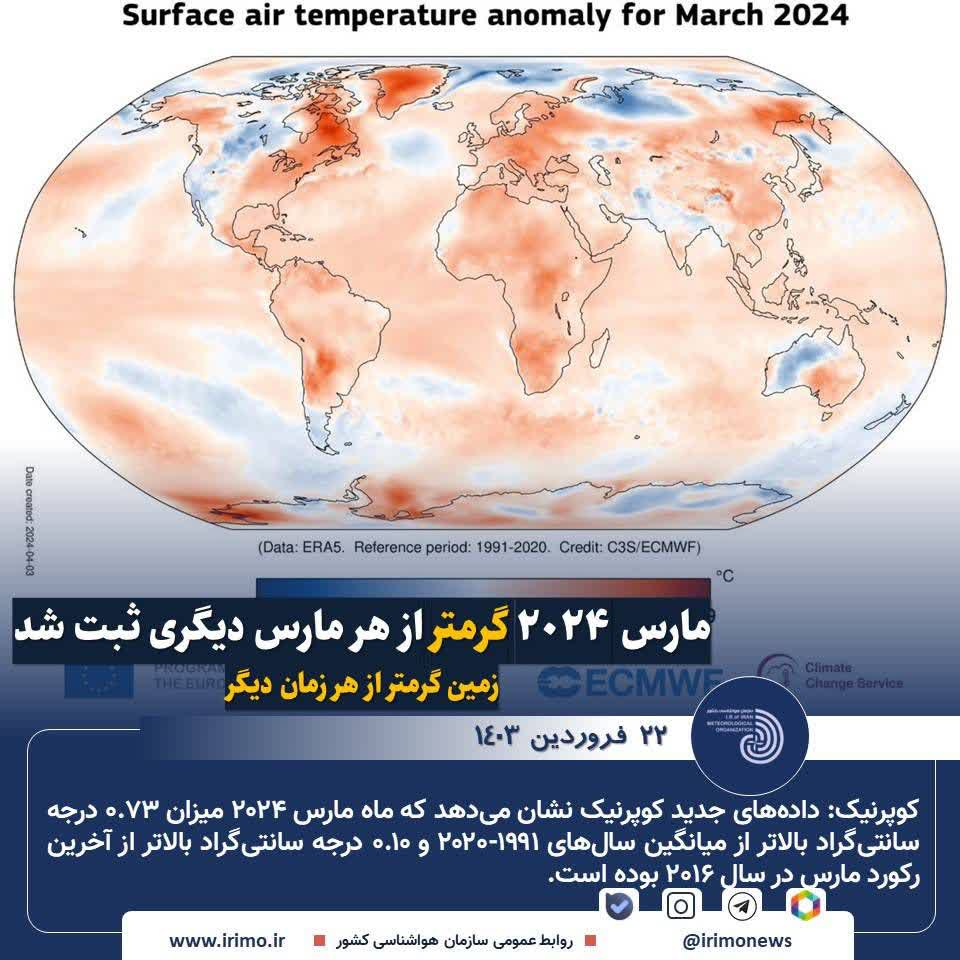 Surface air temperature anomaly for March 2024
Date created: 2024-04-03
(Data: ERA5. Reference period: 1991-2020. Credit: C3S/ECMWF)
°C
مارس ۲۰۲۴ گرمتر از هر مارس دیگری ثبت شد
PROGRAM
THE EURO
زمین گرمتر از هر زمان دیگر
ECMWF
Climate
Change Service
۲۲ فروردین ۱٤۰۳
سازمان هواشناسی کشور
I.R of IRAN
METEOROLOGICAL
ORGANIZATION
کوپرنیک: داده‌های جدید کوپرنیک نشان می‌دهد که ماه مارس ۲۰۲۴ میزان ۰.۷۳ درجه
سانتی‌گراد بالاتر از میانگین سال‌های ۱۹۹۱-۲۰۲۰ و ۰.۱۰ درجه سانتی‌گراد بالاتر از آخرین
رکورد مارس در سال ۲۰۱۶ بوده است.
www.irimo.ir
روابط عمومی سازمان هواشناسی کشور
@irimonews